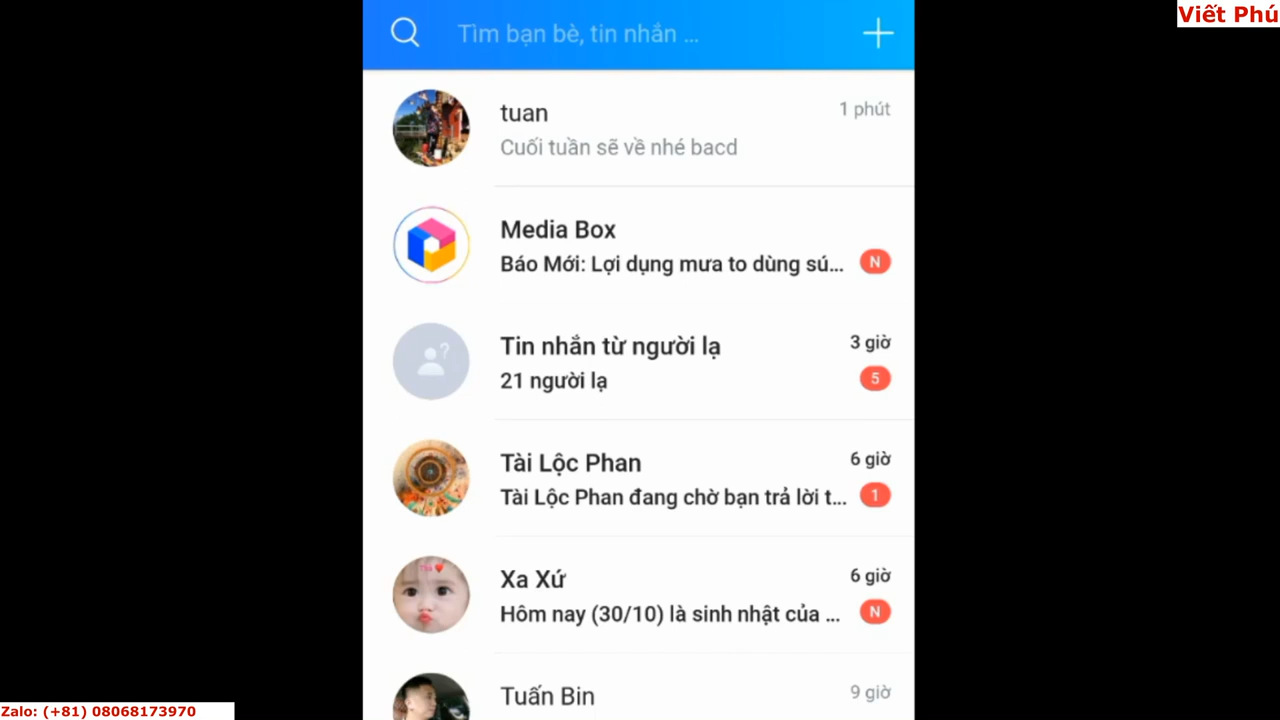 Viết Phú
Tìm bạn bè, tin nhắn ...
tuan
1 phút
Cuối tuần sẽ về nhé bacd
Media Box
Báo Mới: Lợi dụng mưa to dùng sú...
N
Tin nhắn từ người lạ
3 giờ
21 người lạ
5
Tài Lộc Phan
6 giờ
Tài Lộc Phan đang chờ bạn trả lời t...
1
Xa Xứ
6 giờ
Hôm nay (30/10) là sinh nhật của ...
N
Tuấn Bin
9 giờ
Zalo: (+81) 08068173970